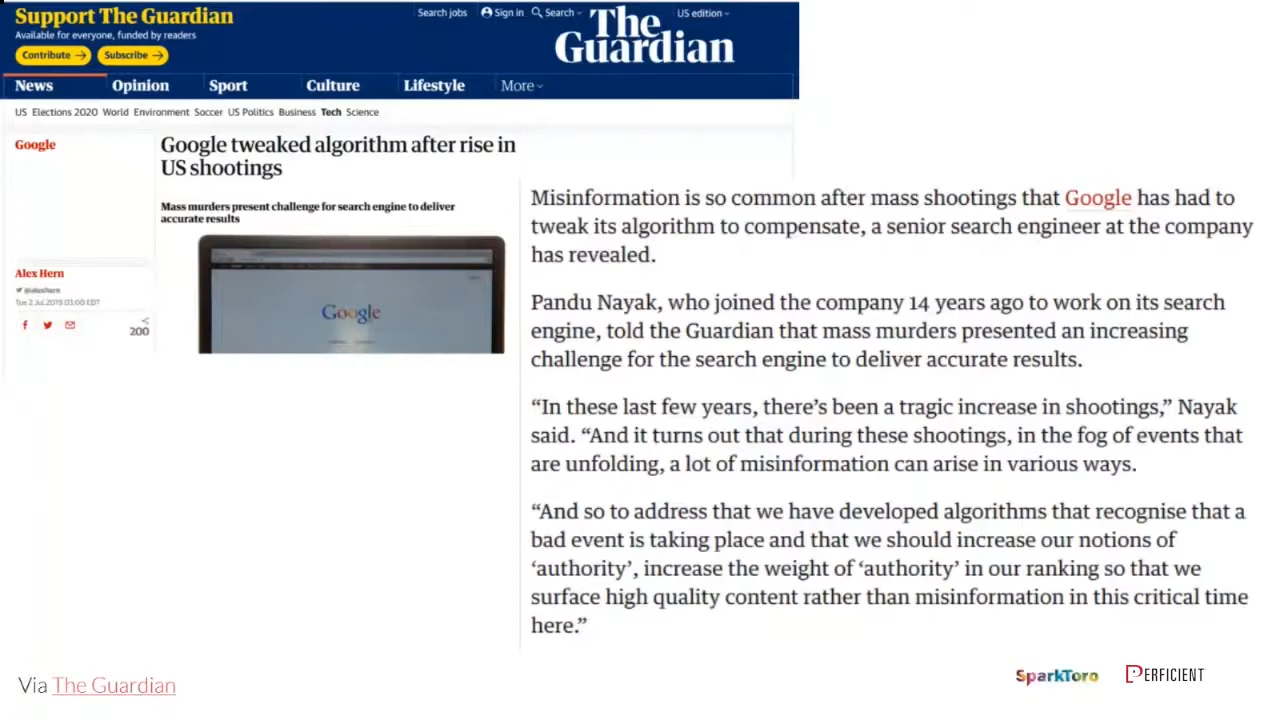 Support The Guardian
Available for everyone, funded by readers
Contribute →
Subscribe →
Search jobs
Sign in
Search
US edition
The Guardian
News
Opinion
Sport
Culture
Lifestyle
More
US Elections 2020 World Environment Soccer US Politics Business Tech Science
Google
Google tweaked algorithm after rise in
US shootings
Mass murders present challenge for search engine to deliver
accurate results
Google
Alex Hern
@alexhern
Tue 2 Jul 2019 03:00 EDT
200
Misinformation is so common after mass shootings that Google has had to
tweak its algorithm to compensate, a senior search engineer at the company
has revealed.
Pandu Nayak, who joined the company 14 years ago to work on its search
engine, told the Guardian that mass murders presented an increasing
challenge for the search engine to deliver accurate results.
“In these last few years, there’s been a tragic increase in shootings,” Nayak
said. “And it turns out that during these shootings, in the fog of events that
are unfolding, a lot of misinformation can arise in various ways.
“And so to address that we have developed algorithms that recognise that a
bad event is taking place and that we should increase our notions of
‘authority’, increase the weight of ‘authority’ in our ranking so that we
surface high quality content rather than misinformation in this critical time
here.”
Via The Guardian
SparkToro
PERFICIENT